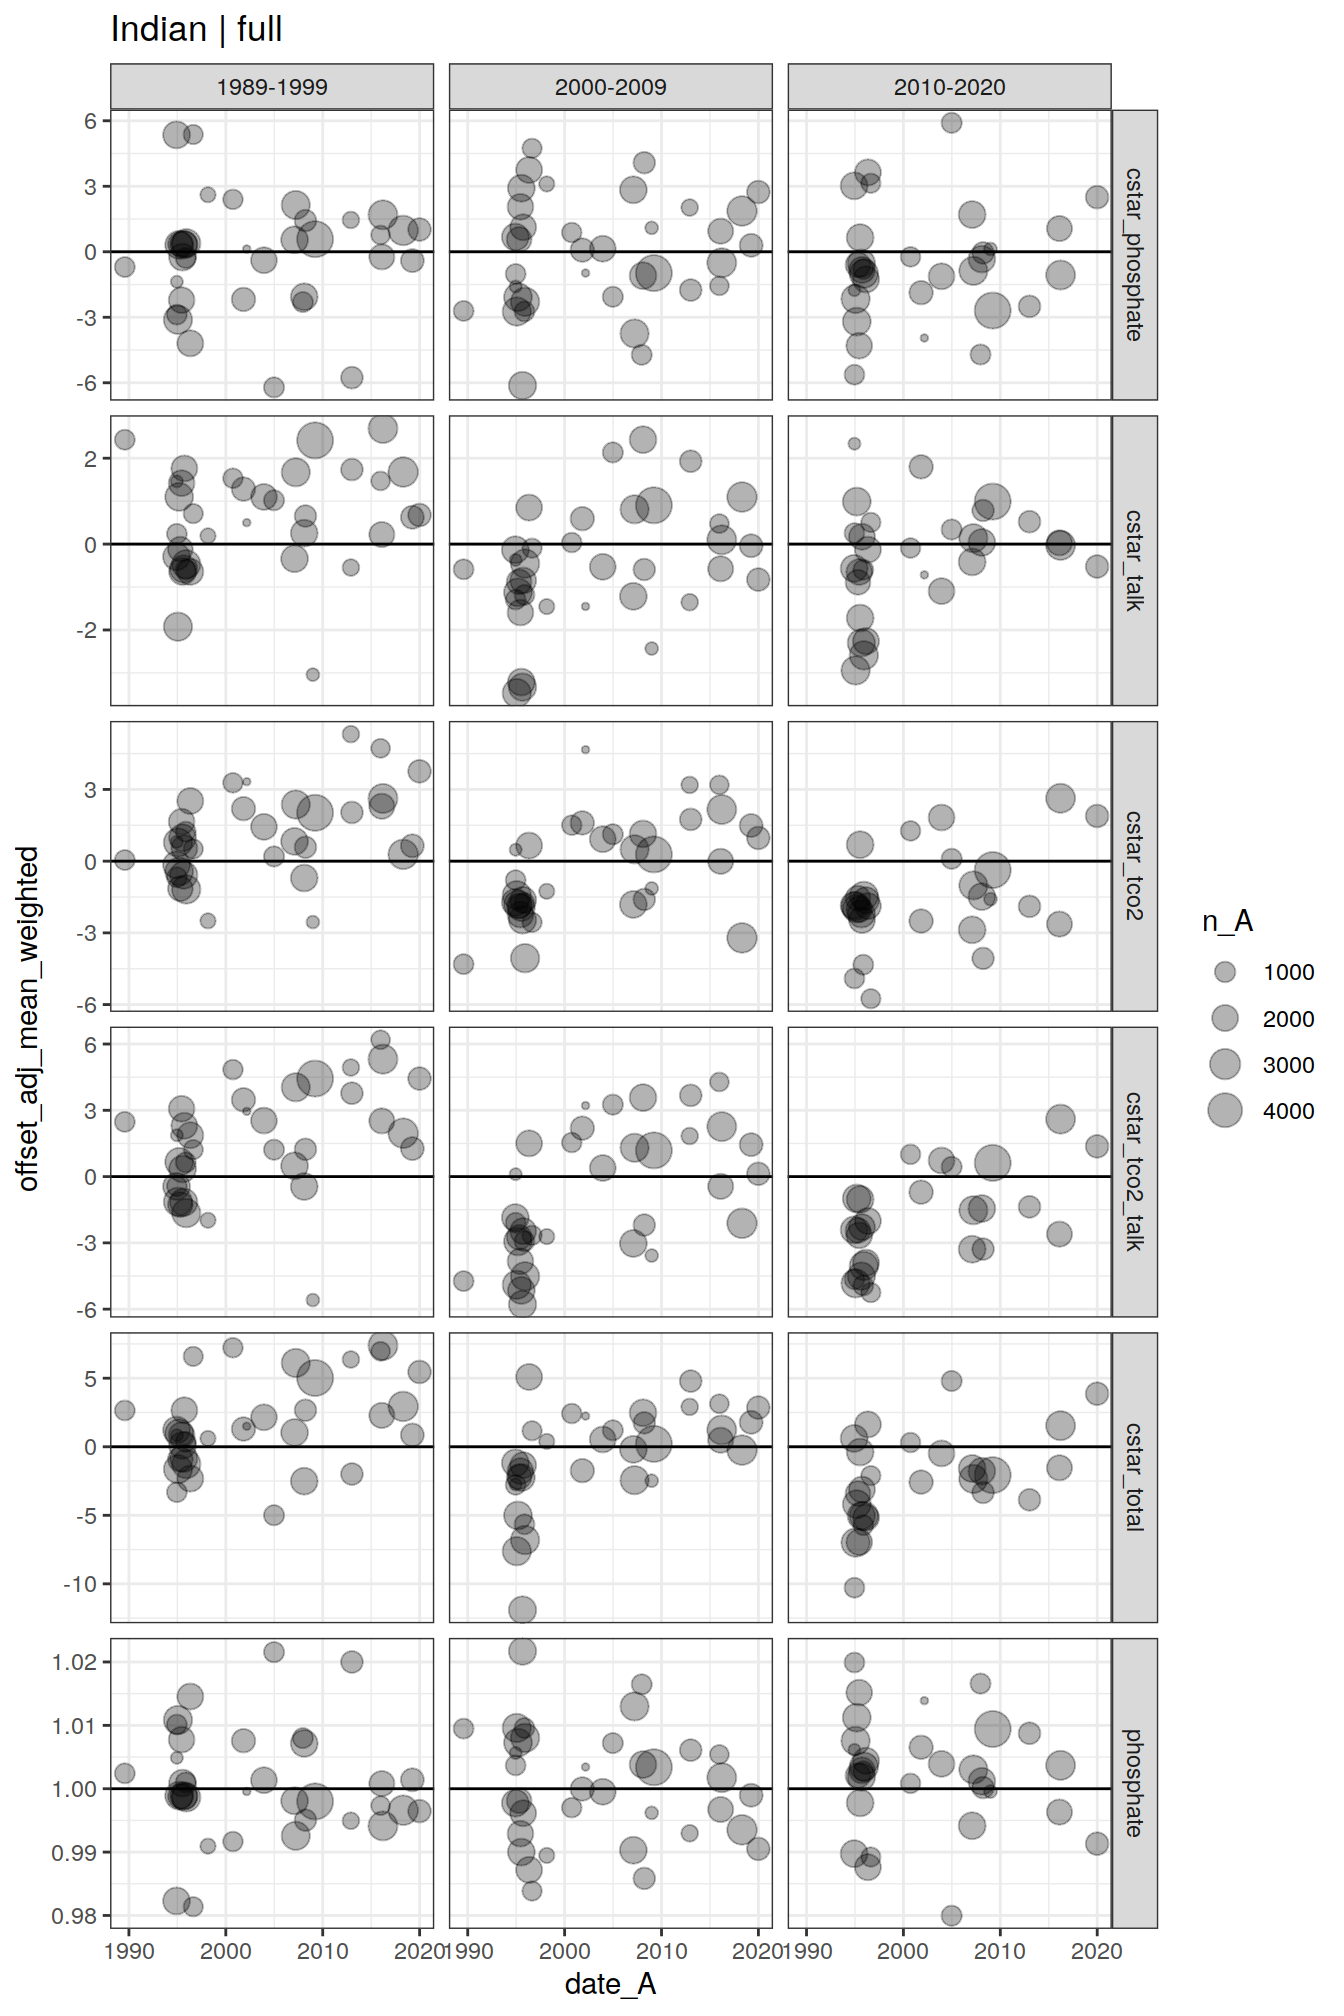 Indian | full
1989-1999
2000-2009
2010-2020
6
3
0
-3
-6
cstar_phosphate
2
0
-2
cstar_talk
3
0
-3
-6
cstar_tco2
6
3
0
-3
-6
cstar_tco2_talk
5
0
-5
-10
cstar_total
1.02
1.01
1.00
0.99
0.98
phosphate
offset_adj_mean_weighted
1990 2000 2010 2020
1990 2000 2010 2020
1990 2000 2010 2020
date_A
n_A
1000
2000
3000
4000